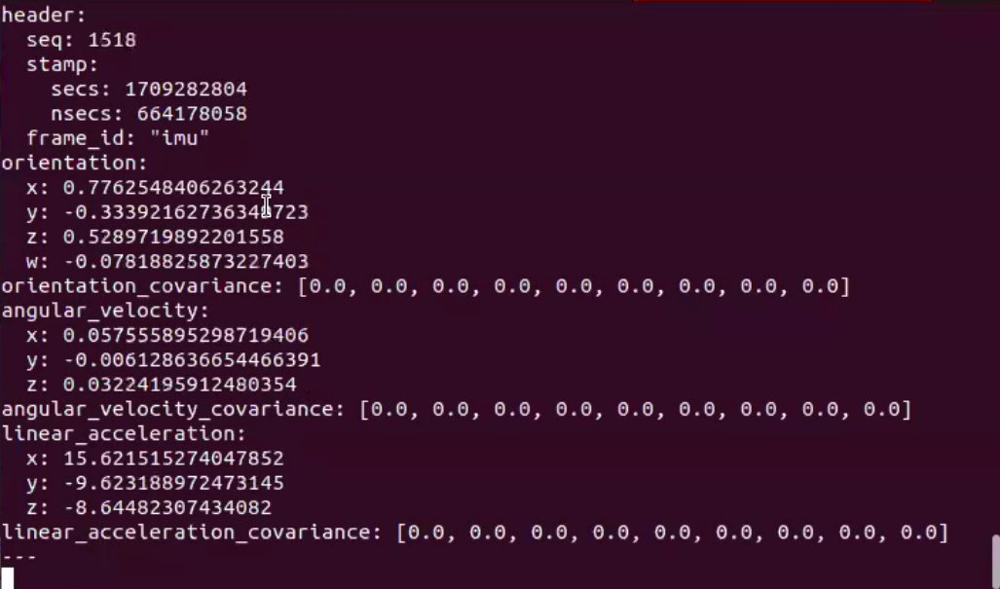 header:
  seq: 1518
  stamp:
    secs: 1709282804
    nsecs: 664178058
  frame_id: "imu"
orientation:
  x: 0.7762548406263244
  y:
  z: 0.5289719892201558
  w: -0.07818825873227403
orientation_covariance: [0.0, 0.0, 0.0, 0.0, 0.0, 0.0, 0.0, 0.0, 0.0]
angular_velocity:
  x: 0.057555895298719406
  y: -0.006128636654466391
  z: 0.03224195912480354
angular_velocity_covariance: [0.0, 0.0, 0.0, 0.0, 0.0, 0.0, 0.0, 0.0, 0.0]
linear_acceleration:
  x: 15.621515274047852
  y: -9.623188972473145
  z: -8.64482307434082
linear_acceleration_covariance: [0.0, 0.0, 0.0, 0.0, 0.0, 0.0, 0.0, 0.0, 0.0]
---